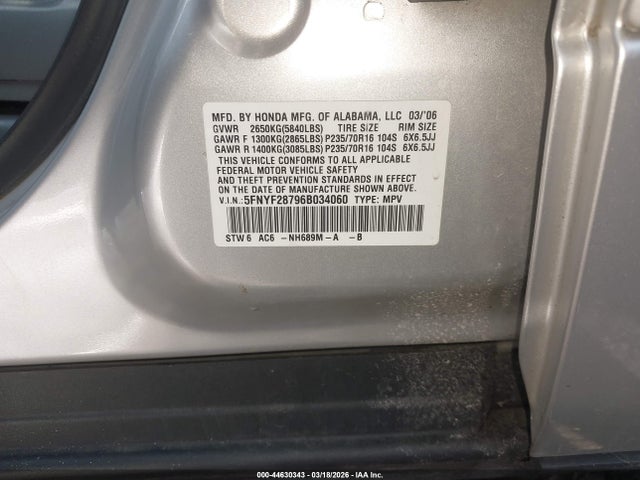 MFD. BY HONDA MFG. OF ALABAMA, LLC 03/'06
GVWR 2650KG(5840LBS) TIRE SIZE RIM SIZE
GAWR F 1300KG(2865LBS) P235/70R16 104S 6X6.5JJ
GAWR R 1400KG(3085LBS) P235/70R16 104S 6X6.5JJ
THIS VEHICLE CONFORMS TO ALL APPLICABLE
FEDERAL MOTOR VEHICLE SAFETY
AND THEFT PREVENTION STANDARDS IN EFFECT
ON THE DATE OF MANUFACTURE SHOWN ABOVE.
V.I.N.: 5FNYF28796B034060 TYPE: MPV
STW6 AC6 -NH689M-A -B
000-44630343 | 03/18/2026 - IAA Inc.